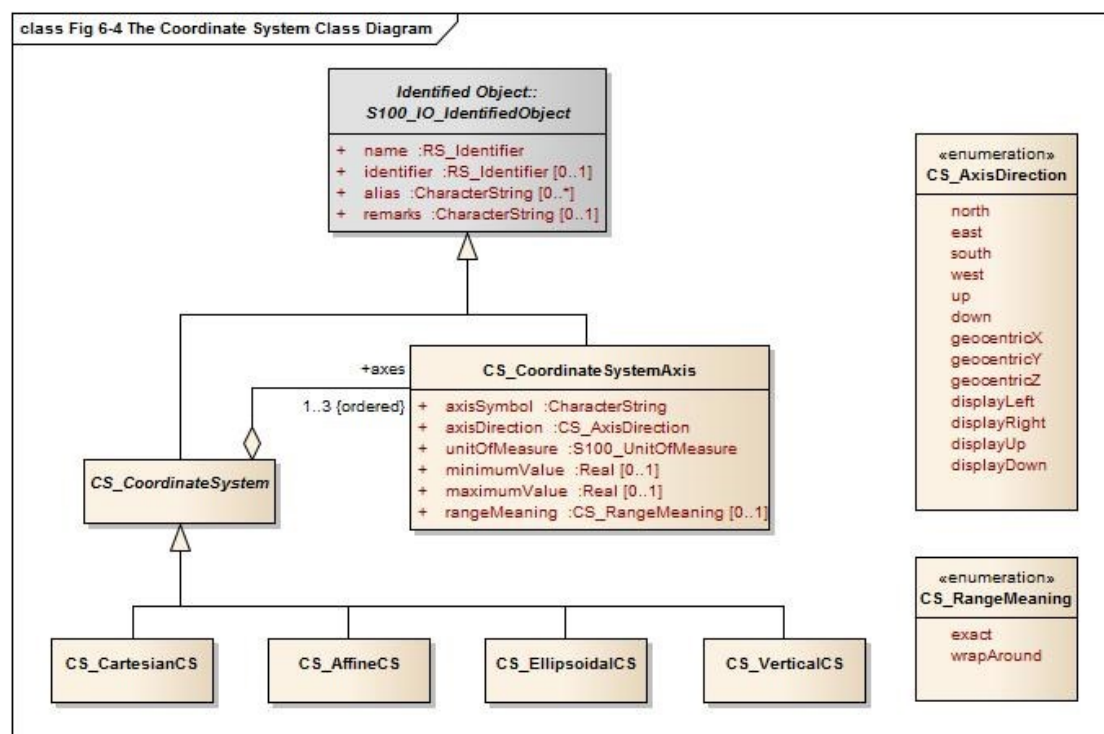 class Fig 6-4 The Coordinate System Class Diagram
Identified Object::
S100_IO_IdentifiedObject
+ name :RS_Identifier
+ identifier :RS_Identifier [0..1]
+ alias :CharacterString [0..*]
+ remarks :CharacterString [0..1]
«enumeration»
CS_AxisDirection
north
east
south
west
up
down
geocentricX
geocentricY
geocentricZ
displayLeft
displayRight
displayUp
displayDown
+axes
1..3 {ordered}
CS_CoordinateSystemAxis
+ axisSymbol :CharacterString
+ axisDirection :CS_AxisDirection
+ unitOfMeasure :S100_UnitOfMeasure
+ minimumValue :Real [0..1]
+ maximumValue :Real [0..1]
+ rangeMeaning :CS_RangeMeaning [0..1]
CS_CoordinateSystem
«enumeration»
CS_RangeMeaning
exact
wrapAround
CS_CartesianCS
CS_AffineCS
CS_EllipsoidalCS
CS_VerticalCS